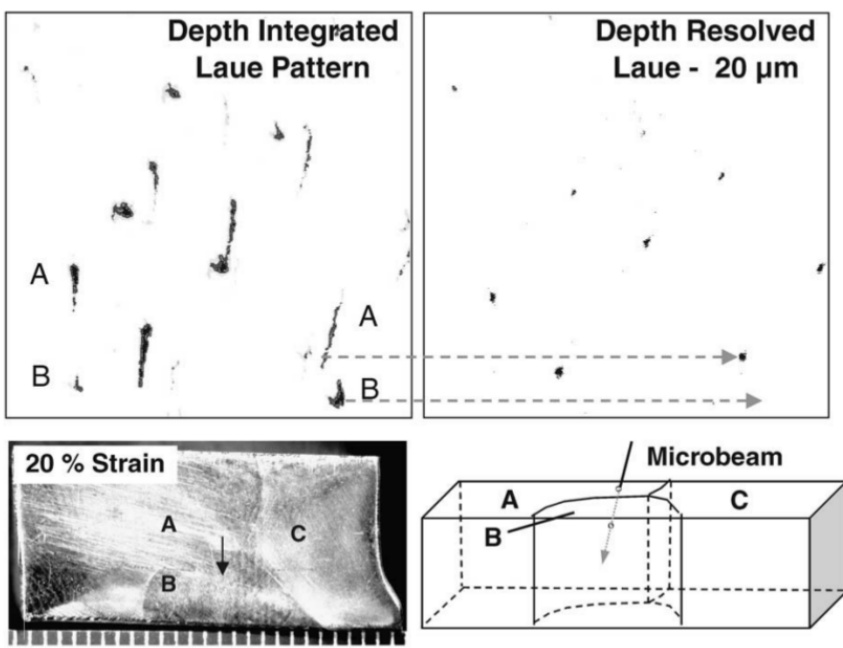 Depth Integrated
Laue Pattern
Depth Resolved
Laue - 20 µm
A
A
B
B
20 % Strain
A
C
B
Microbeam
A
C
B